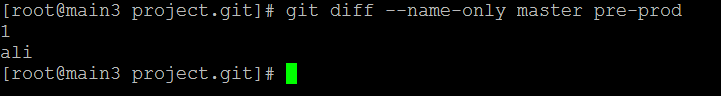 [root@main3 project.git]# git diff --name-only master pre-prod
1
ali
[root@main3 project.git]#